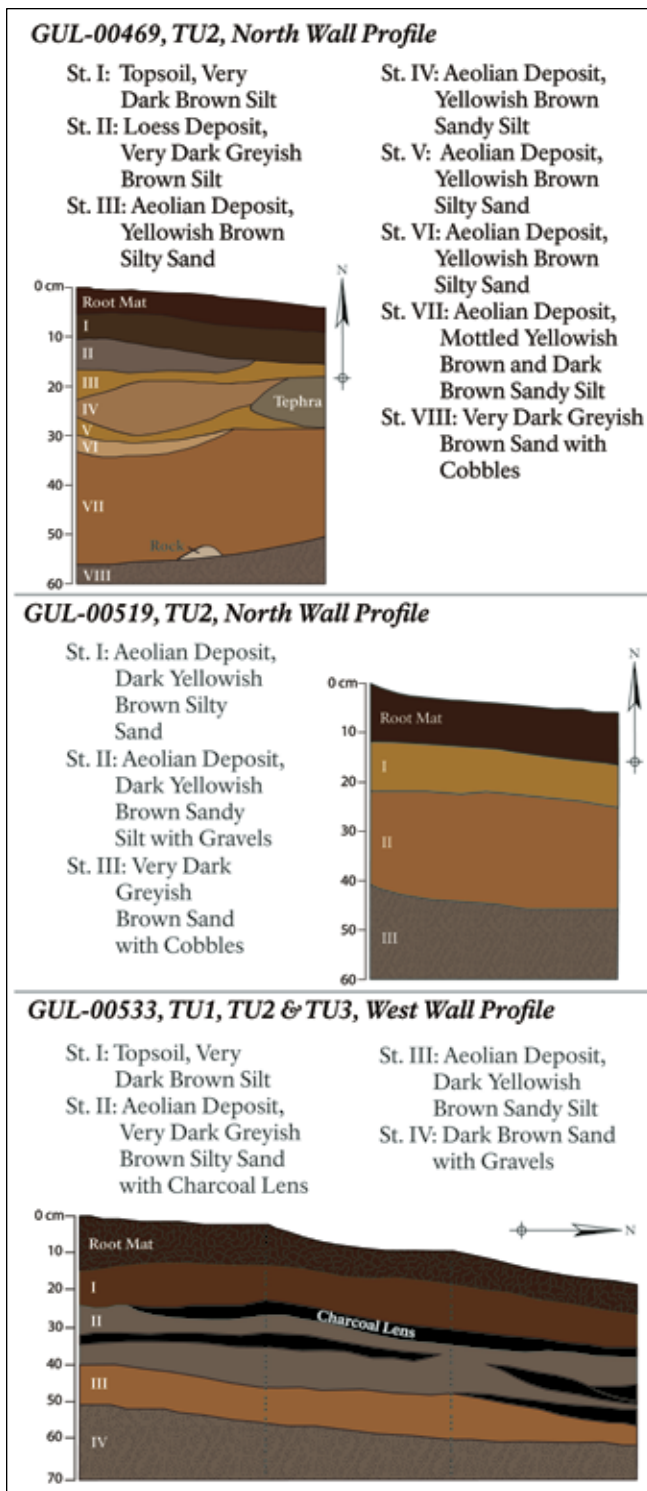 GUL-00469, TU2, North Wall Profile
St. I: Topsoil, Very
Dark Brown Silt
St. II: Loess Deposit,
Very Dark Greyish
Brown Silt
St. III: Aeolian Deposit,
Yellowish Brown
Silty Sand
St. IV: Aeolian Deposit,
Yellowish Brown
Sandy Silt
St. V: Aeolian Deposit,
Yellowish Brown
Silty Sand
St. VI: Aeolian Deposit,
Yellowish Brown
Silty Sand
St. VII: Aeolian Deposit,
Mottled Yellowish
Brown and Dark
Brown Sandy Silt
St. VIII: Very Dark Greyish
Brown Sand with
Cobbles
N
0 cm
Root Mat
I
10
II
III
20
IV
Tephra
V
30
VI
40
VII
50
Rock
VIII
60
GUL-00519, TU2, North Wall Profile
St. I: Aeolian Deposit,
Dark Yellowish
Brown Silty
Sand
St. II: Aeolian Deposit,
Dark Yellowish
Brown Sandy
Silt with Gravels
St. III: Very Dark
Greyish
Brown Sand
with Cobbles
N
0 cm
Root Mat
10
I
20
30
II
40
50
III
60
GUL-00533, TU1, TU2 & TU3, West Wall Profile
St. I: Topsoil, Very
Dark Brown Silt
St. II: Aeolian Deposit,
Very Dark Greyish
Brown Silty Sand
with Charcoal Lens
St. III: Aeolian Deposit,
Dark Yellowish
Brown Sandy Silt
St. IV: Dark Brown Sand
with Gravels
0 cm
N
Root Mat
10
20
I
Charcoal Lens
30
II
40
III
50
60
IV
70